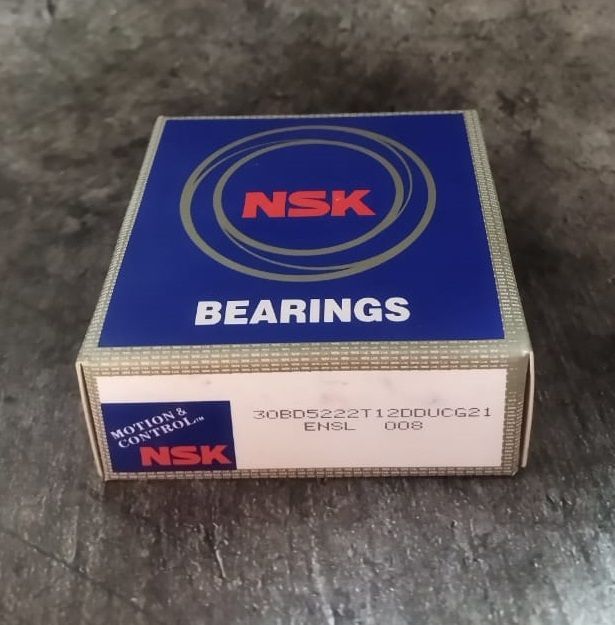 NSK
BEARINGS
MOTION &
CONTROL™
NSK
30BD5222T12DDUCG21
ENSL 008